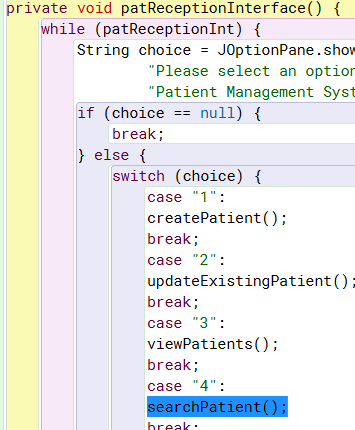 private void patReceptionInterface() {
while (patReceptionInt) {
String choice = JOptionPane.show
"Please select an option
"Patient Management Syst
if (choice == null) {
break;
} else {
switch (choice) {
case "1":
createPatient();
break;
case "2":
updateExistingPatient();
break;
case "3":
viewPatients();
break;
case "4":
searchPatient();
break;